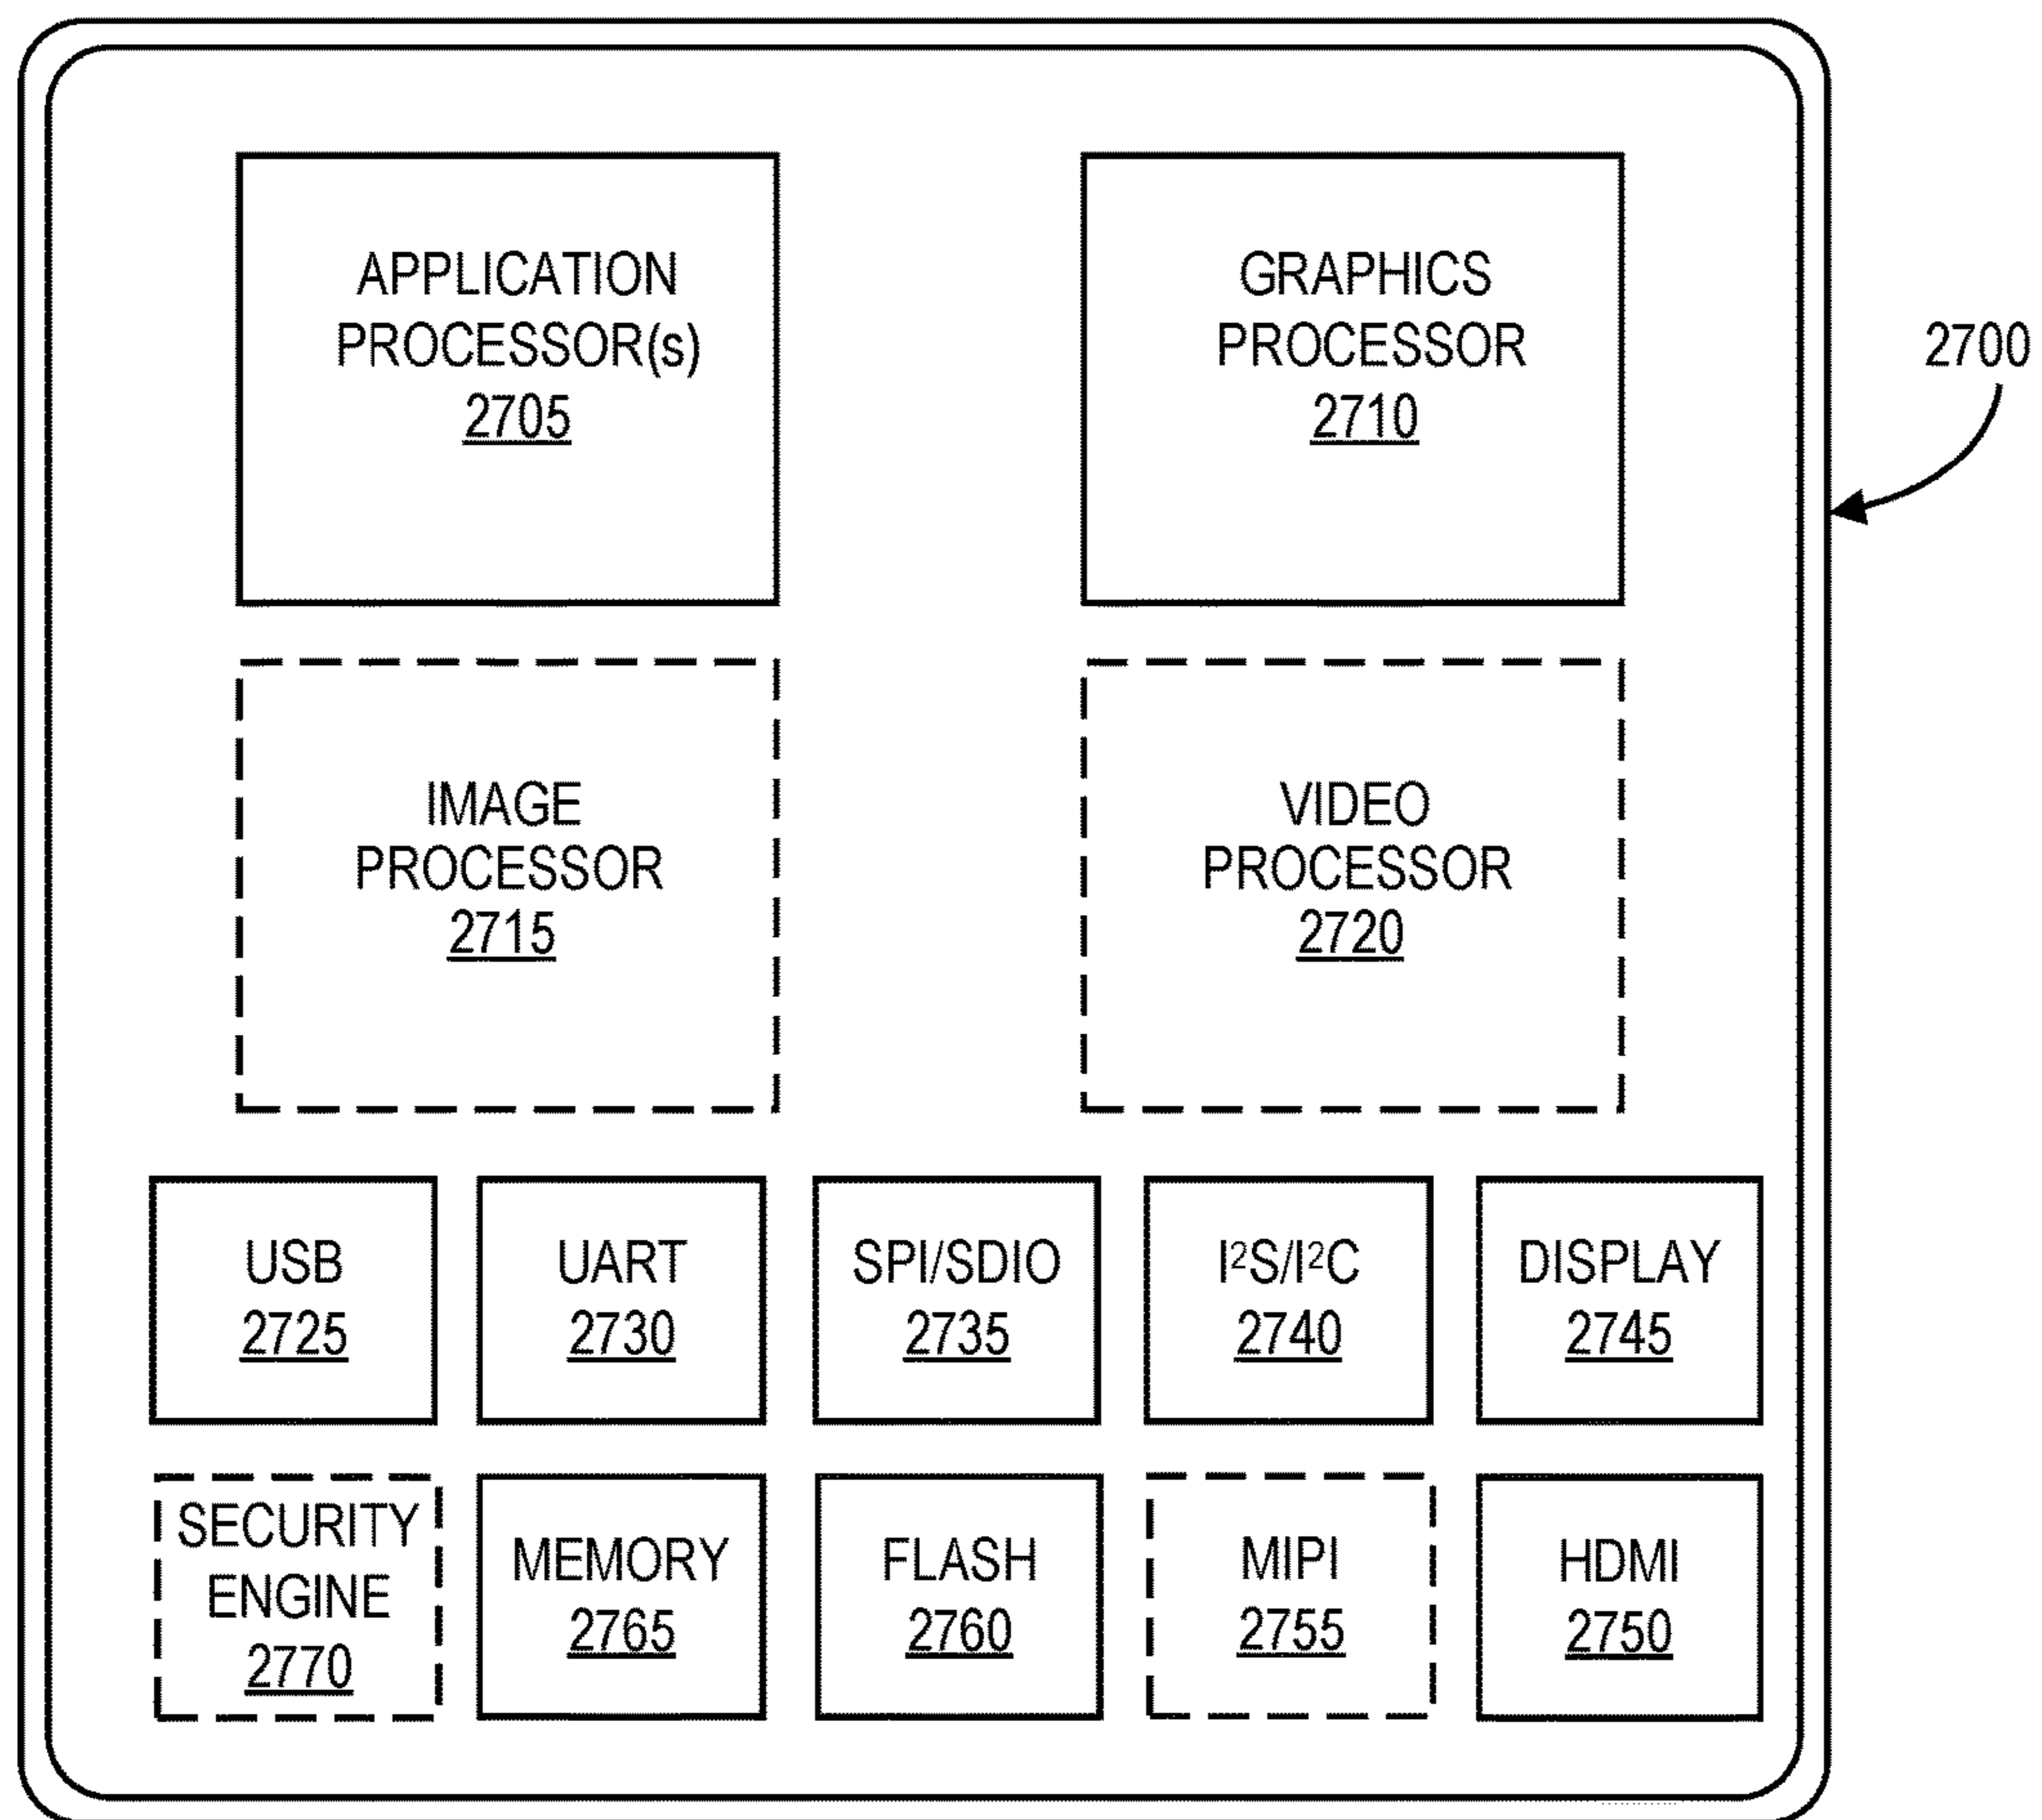 APPLICATION
PROCESSOR(s)
2705
GRAPHICS
PROCESSOR
2710
2700
IMAGE
PROCESSOR
2715
VIDEO
PROCESSOR
2720
USB
2725
UART
2730
SPI/SDIO
2735
I²S/I²C
2740
DISPLAY
2745
SECURITY
ENGINE
2770
MEMORY
2765
FLASH
2760
MIPI
2755
HDMI
2750